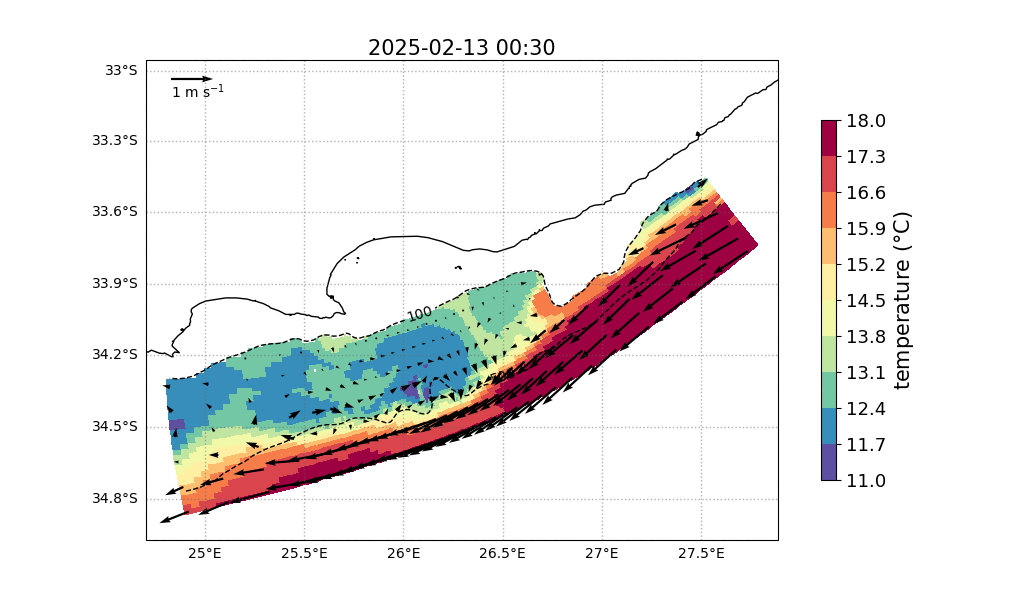 2025-02-13 00:30
1 m s⁻¹
33°S
33.3°S
33.6°S
33.9°S
34.2°S
34.5°S
34.8°S
25°E
25.5°E
26°E
26.5°E
27°E
27.5°E
100
18.0
17.3
16.6
15.9
15.2
14.5
13.8
13.1
12.4
11.7
11.0
temperature (°C)